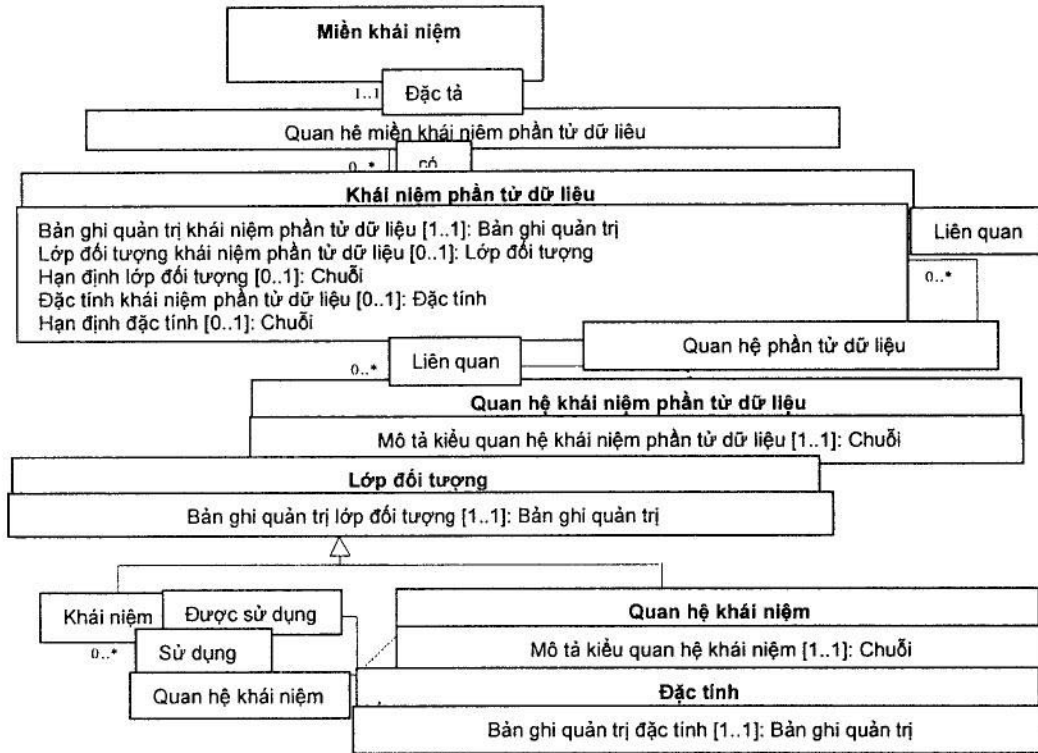 Miền khái niệm
1..1
Đặc tả
Quan hệ miền khái niệm phần tử dữ liệu
0..*
có
Khái niệm phần tử dữ liệu
Bản ghi quản trị khái niệm phần tử dữ liệu [1..1]: Bản ghi quản trị
Lớp đối tượng khái niệm phần tử dữ liệu [0..1]: Lớp đối tượng
Hạn định lớp đối tượng [0..1]: Chuỗi
Đặc tính khái niệm phần tử dữ liệu [0..1]: Đặc tính
Hạn định đặc tính [0..1]: Chuỗi
Liên quan
0..*
Quan hệ phần tử dữ liệu
0..*
Liên quan
Quan hệ khái niệm phần tử dữ liệu
Mô tả kiểu quan hệ khái niệm phần tử dữ liệu [1..1]: Chuỗi
Lớp đối tượng
Bản ghi quản trị lớp đối tượng [1..1]: Bản ghi quản trị
Khái niệm
Được sử dụng
0..*
Sử dụng
Quan hệ khái niệm
Quan hệ khái niệm
Mô tả kiểu quan hệ khái niệm [1..1]: Chuỗi
Đặc tính
Bản ghi quản trị đặc tính [1..1]: Bản ghi quản trị